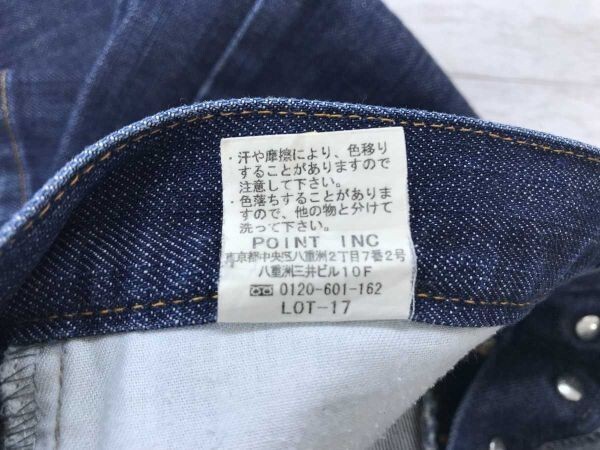 ・汗や摩擦により、色移り
することがありますので
注意して下さい。
・色落ちすることがありま
すので、他の物と分けて
洗って下さい。
POINT INC
東京都中央区八重洲2丁目7番2号
八重洲三井ビル10F
0120-601-162
LOT-17